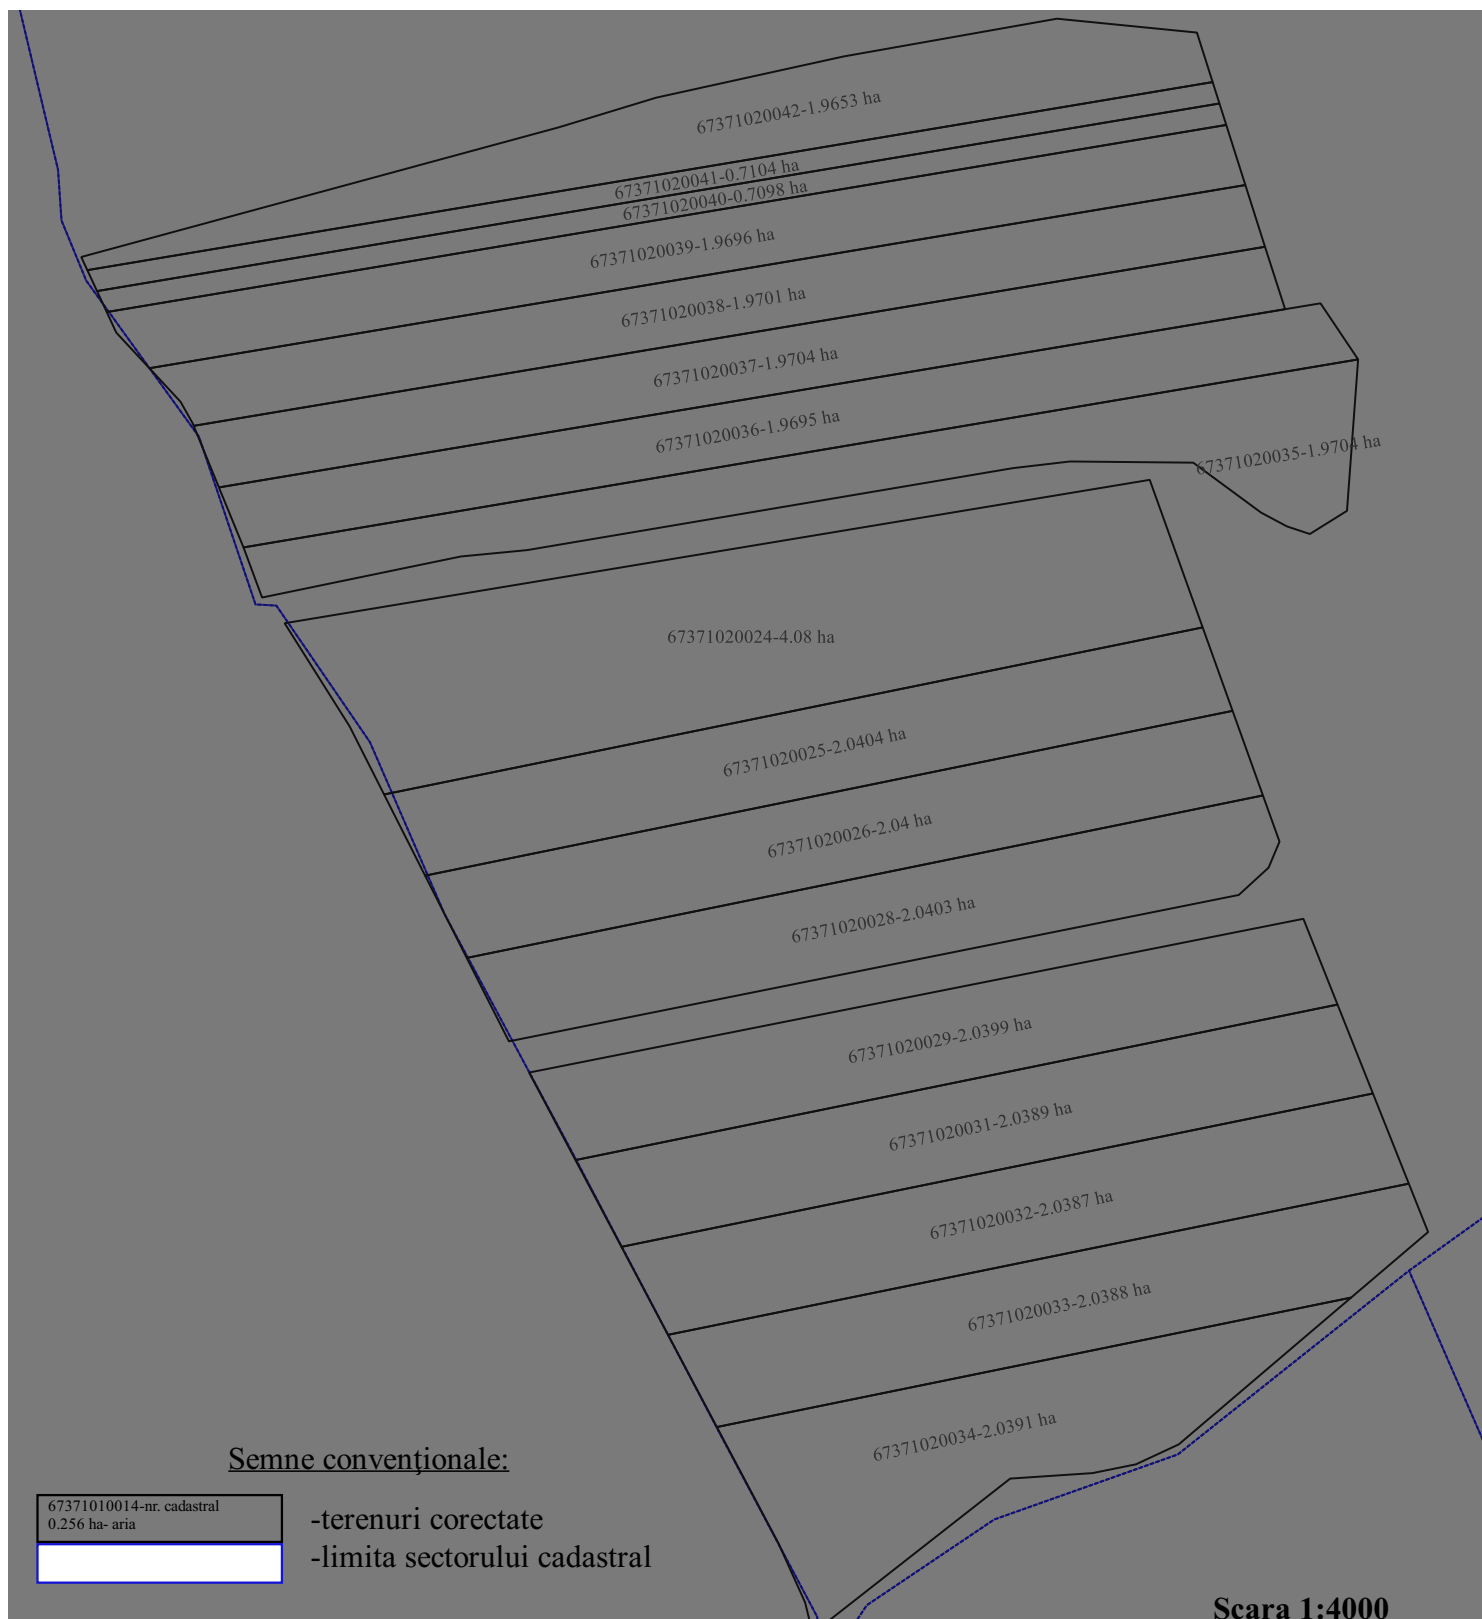 67371020042-1.9653 ha
67371020041-0.7104 ha
67371020040-0.7098 ha
67371020039-1.9696 ha
67371020038-1.9701 ha
67371020037-1.9704 ha
67371020036-1.9695 ha
67371020035-1.9704 ha
67371020024-4.08 ha
67371020025-2.0404 ha
67371020026-2.04 ha
67371020028-2.0403 ha
67371020029-2.0399 ha
67371020031-2.0389 ha
67371020032-2.0387 ha
67371020033-2.0388 ha
67371020034-2.0391 ha
Semne convenţionale:
67371010014-nr. cadastral
0.256 ha- aria
-terenuri corectate
-limita sectorului cadastral
Scara 1:4000